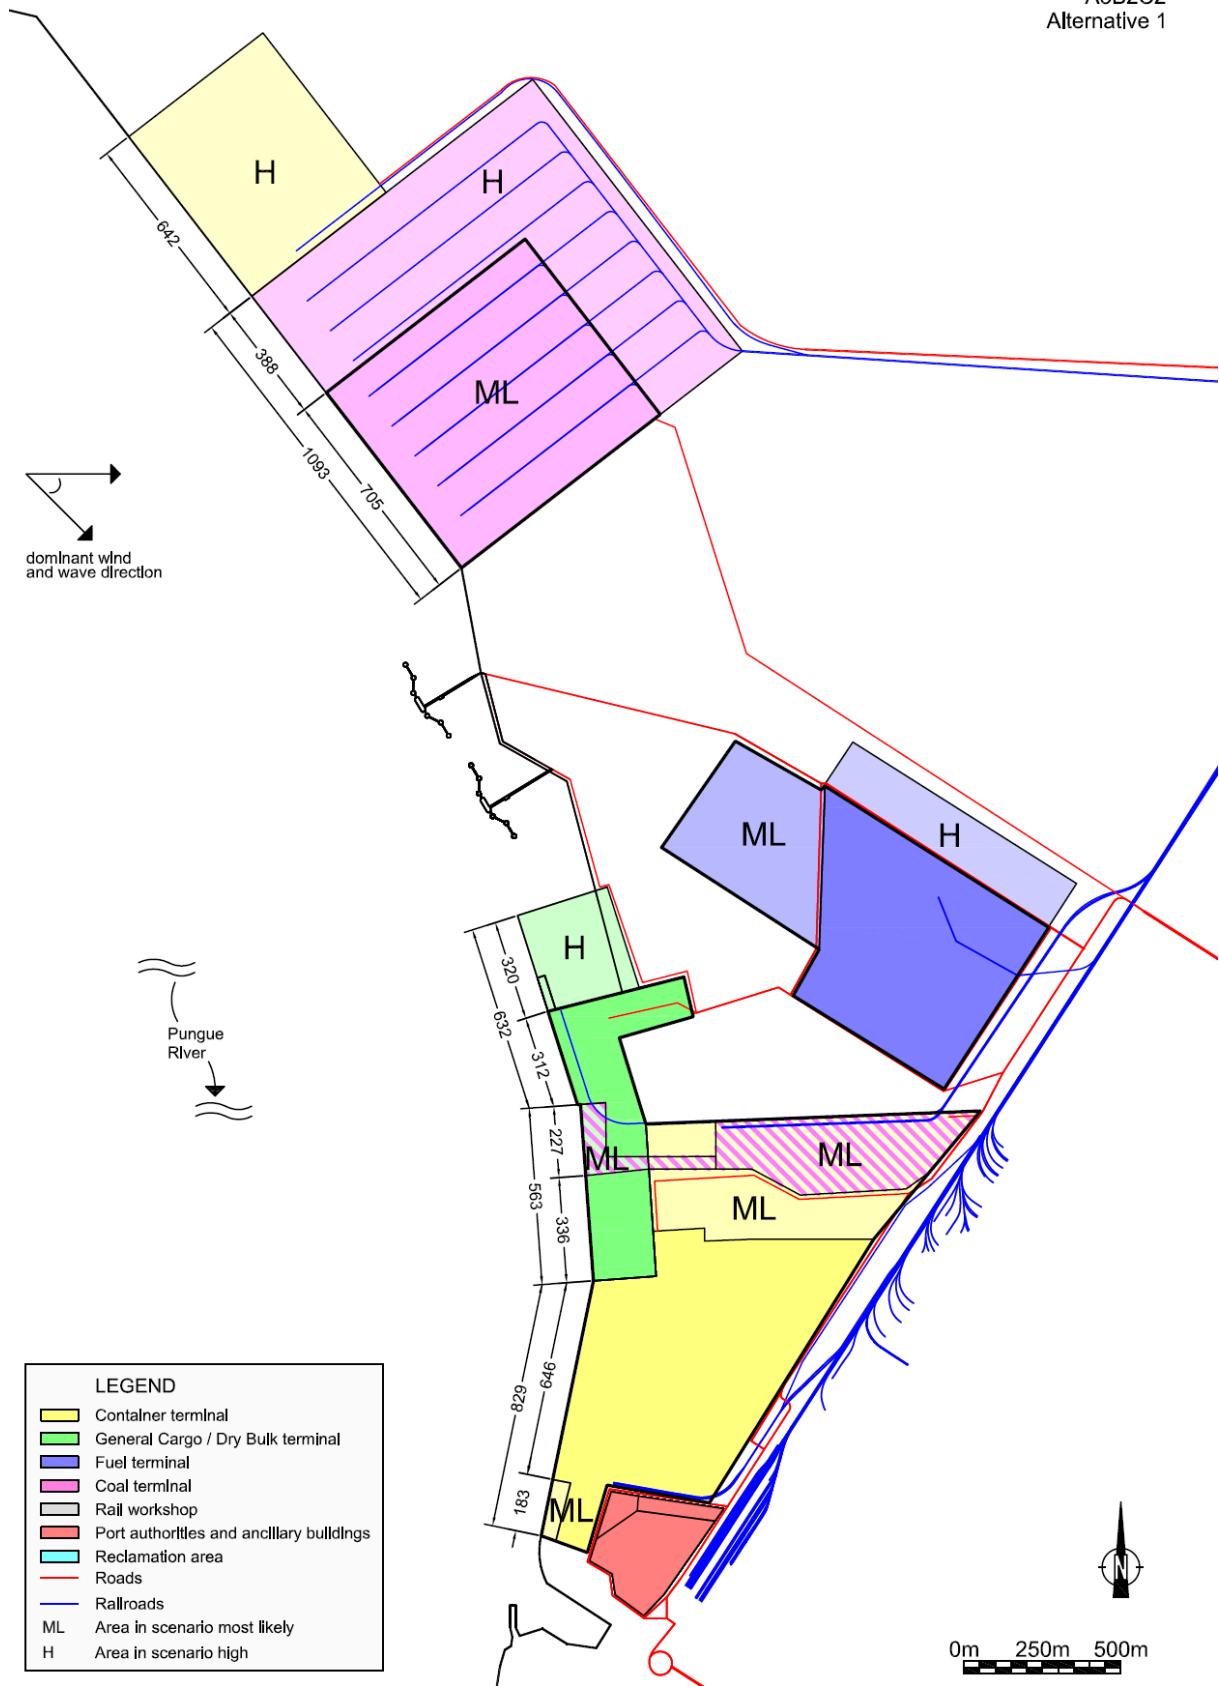 Alternative 1
H
H
642
388
ML
1093
705
dominant wind
and wave direction
ML
H
H
320
632
Pungue
River
312
227
ML
ML
563
ML
336
646
829
183
ML
LEGEND
Container terminal
General Cargo / Dry Bulk terminal
Fuel terminal
Coal terminal
Rail workshop
Port authorities and ancillary buildings
Reclamation area
Roads
Railroads
ML Area in scenario most likely
H Area in scenario high
N
0m 250m 500m